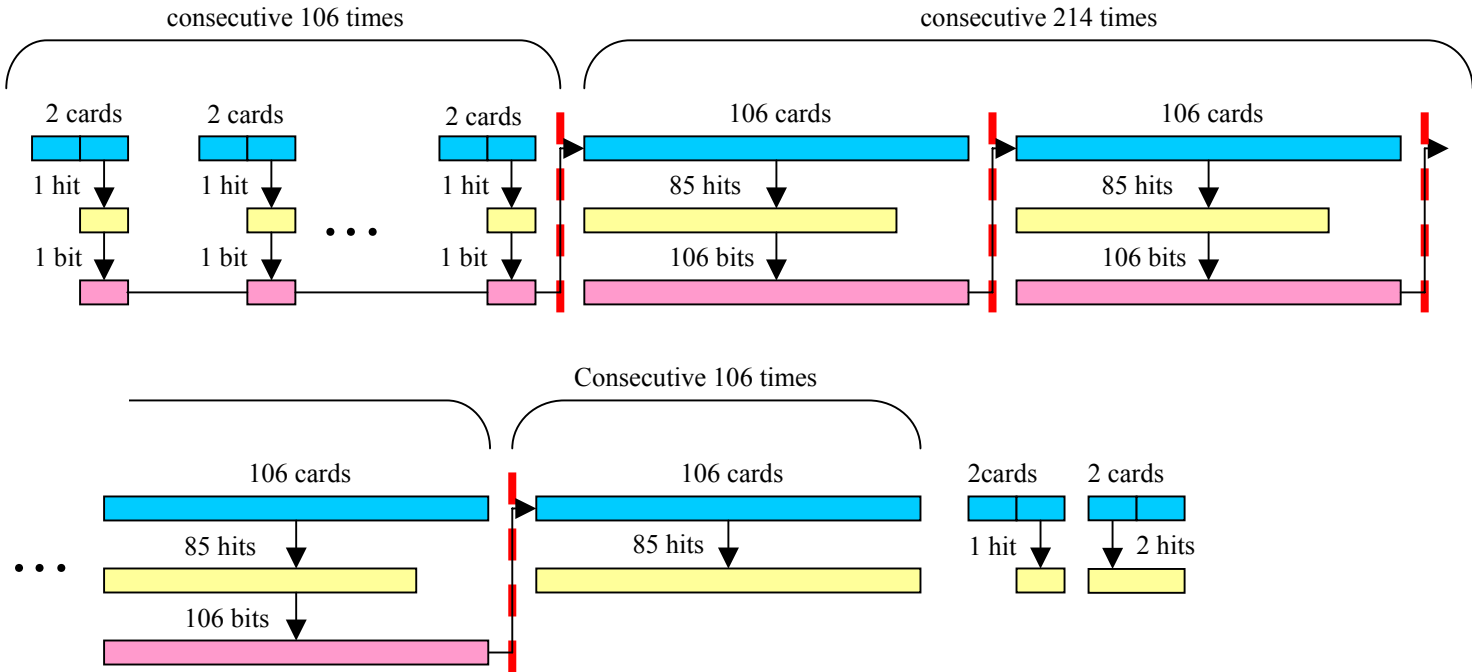 consecutive 106 times
consecutive 214 times
2 cards 2 cards 2 cards 106 cards 106 cards
1 hit 1 hit 1 hit 85 hits 85 hits
• • •
1 bit 1 bit 1 bit 106 bits 106 bits
Consecutive 106 times
106 cards 106 cards 2cards 2 cards
85 hits 85 hits 1 hit 2 hits
• • •
106 bits